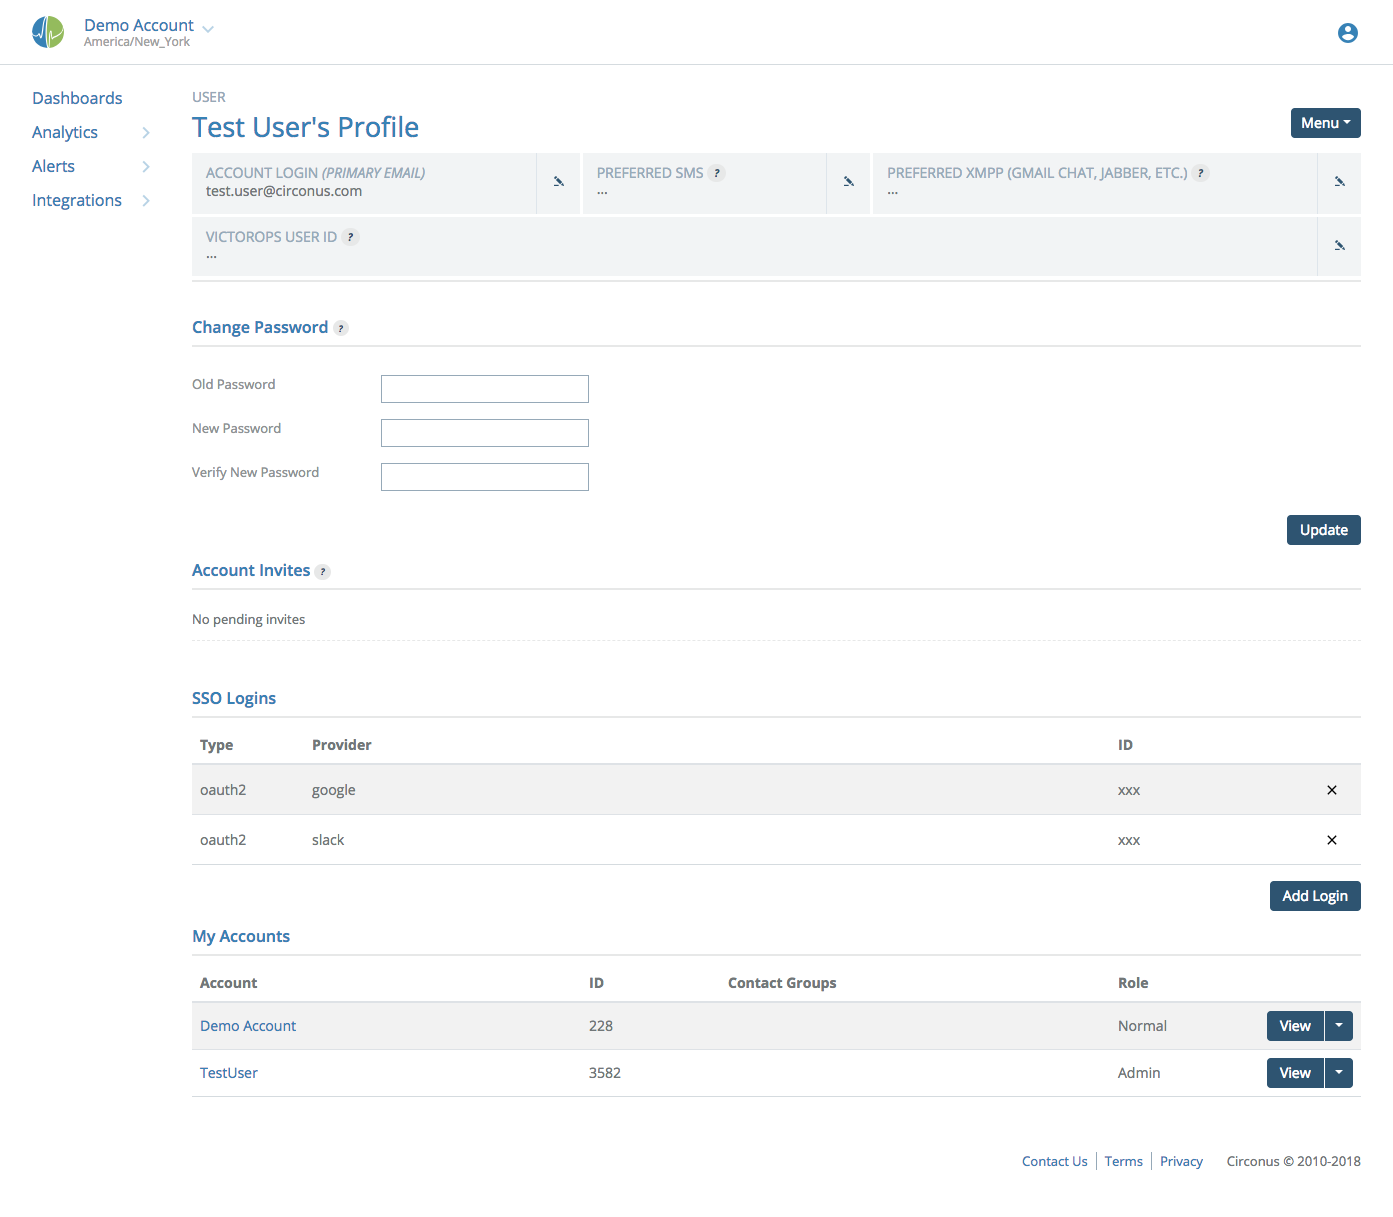 Demo Account
America/New_York
Dashboards
Analytics
Alerts
Integrations
USER
Test User's Profile
Menu
ACCOUNT LOGIN (PRIMARY EMAIL)
test.user@circonus.com
PREFERRED SMS ?
...
PREFERRED XMPP (GMAIL CHAT, JABBER, ETC.) ?
...
VICTOROPS USER ID ?
...
Change Password ?
Old Password
New Password
Verify New Password
Update
Account Invites ?
No pending invites
SSO Logins
Type Provider ID
oauth2 google xxx ×
oauth2 slack xxx ×
Add Login
My Accounts
Account ID Contact Groups Role
Demo Account 228 Normal View
TestUser 3582 Admin View
Contact Us Terms Privacy Circonus © 2010-2018